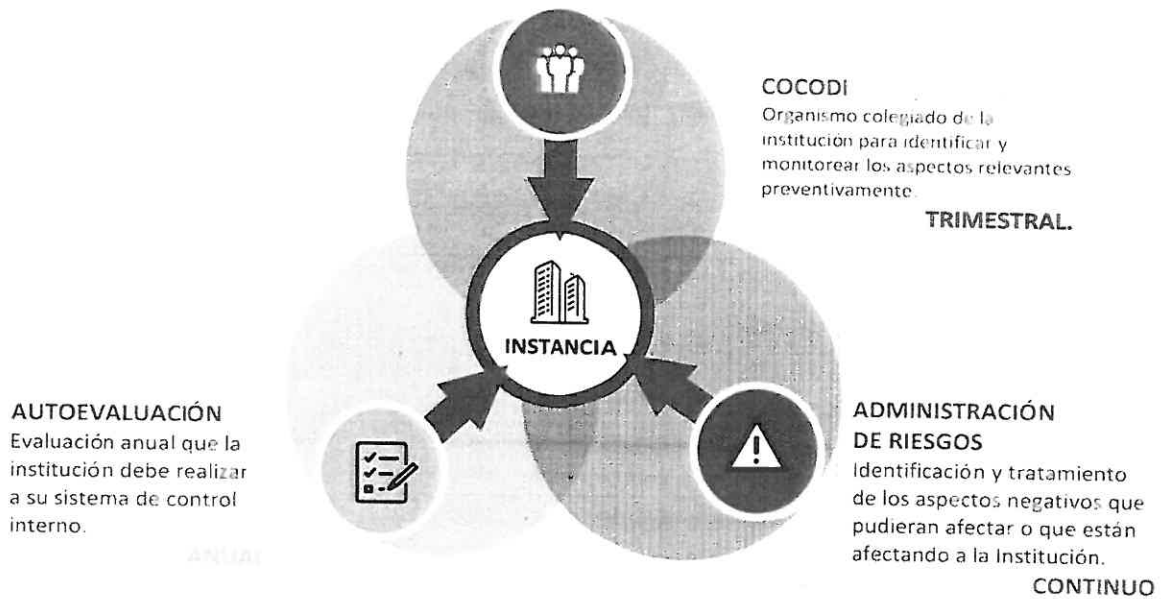 COCODI
Organismo colegiado de la
institución para identificar y
monitorear los aspectos relevantes
preventivamente.
TRIMESTRAL.
INSTANCIA
AUTOEVALUACIÓN
Evaluación anual que la
institución debe realizar
a su sistema de control
interno.
ANUAL
ADMINISTRACIÓN
DE RIESGOS
Identificación y tratamiento
de los aspectos negativos que
pudieran afectar o que están
afectando a la Institución.
CONTINUO